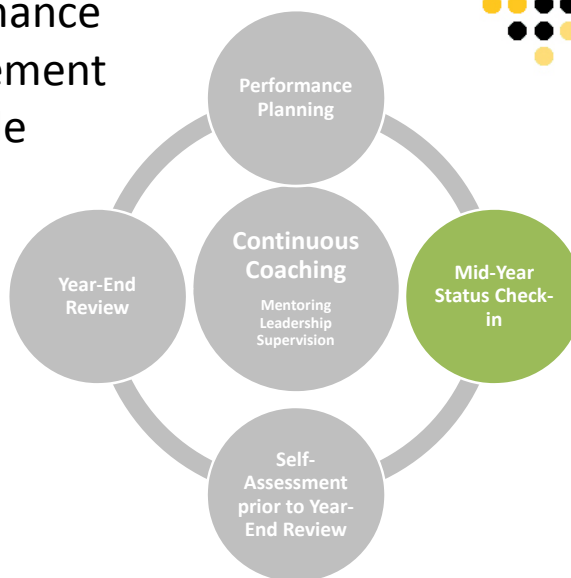 nance
ement
e
Performance
Planning
Continuous
Coaching
Mentoring
Leadership
Supervision
Mid-Year
Status Check-
in
Year-End
Review
Self-
Assessment
prior to Year-
End Review